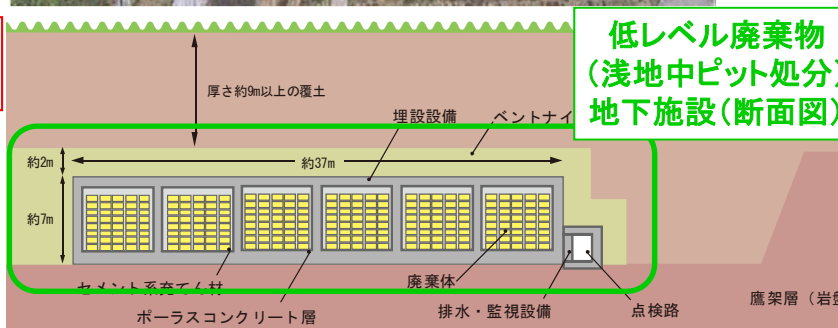 低レベル廃棄物
(浅地中ピット処分)
地下施設(断面図)
厚さ約9m以上の覆土
埋設設備
ベントナイ
約2m
約37m
約7m
セメント系充てん材
ポーラスコンクリート層
廃棄体
排水・監視設備
点検路
鷹架層(岩盤